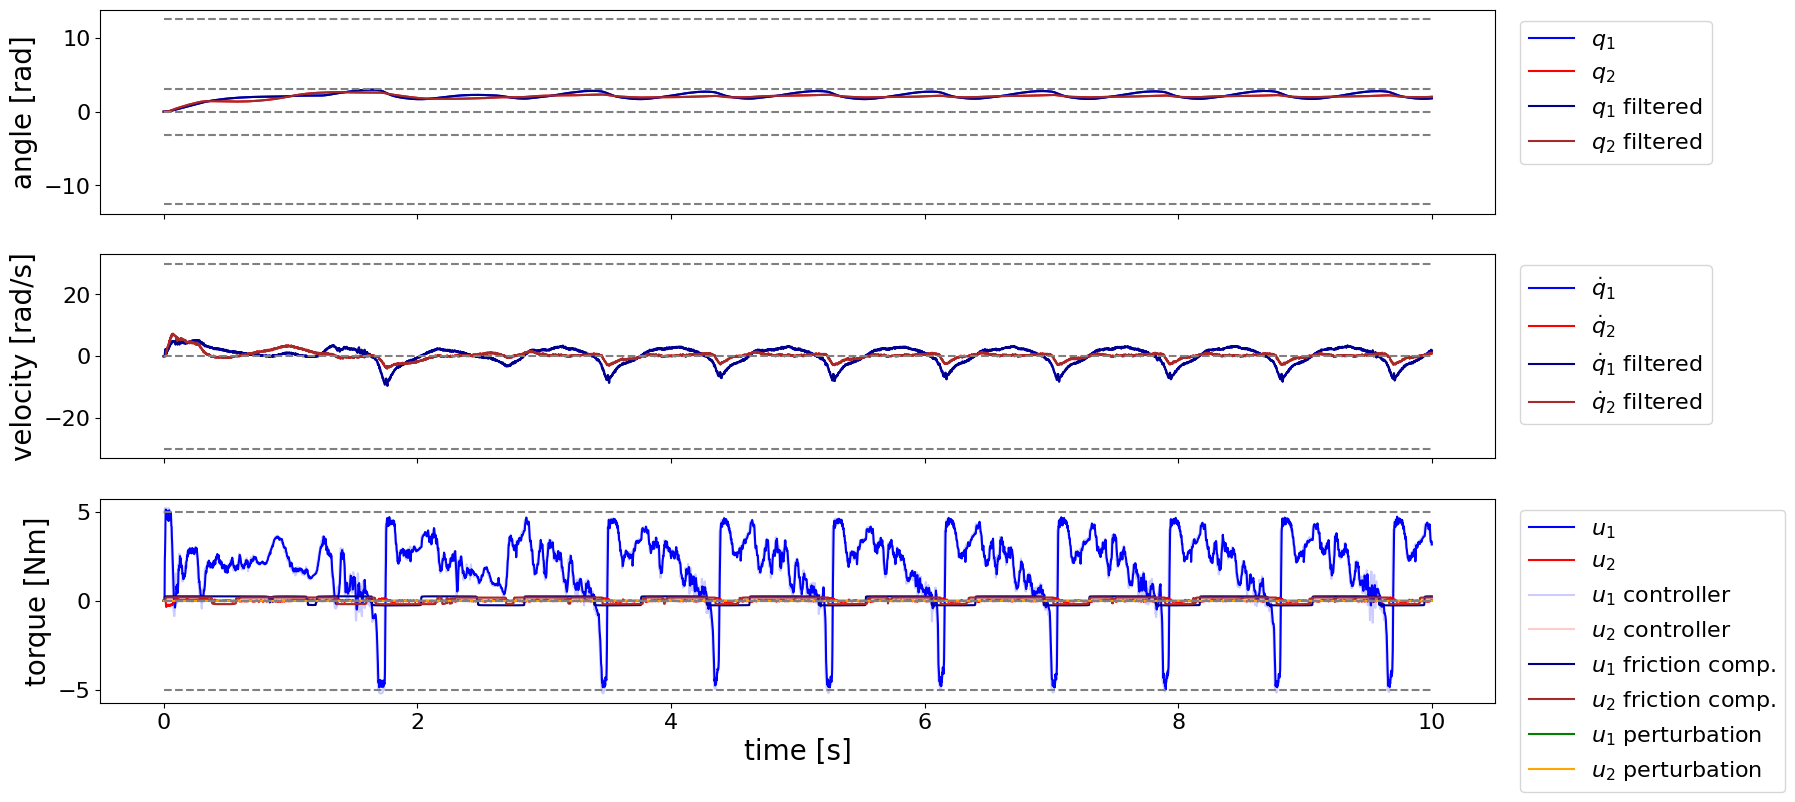 angle [rad]
10
0
−10
q₁
q₂
q₁ filtered
q₂ filtered
velocity [rad/s]
20
0
−20
q̇₁
q̇₂
q̇₁ filtered
q̇₂ filtered
torque [Nm]
5
0
−5
0 2 4 6 8 10
time [s]
u₁
u₂
u₁ controller
u₂ controller
u₁ friction comp.
u₂ friction comp.
u₁ perturbation
u₂ perturbation